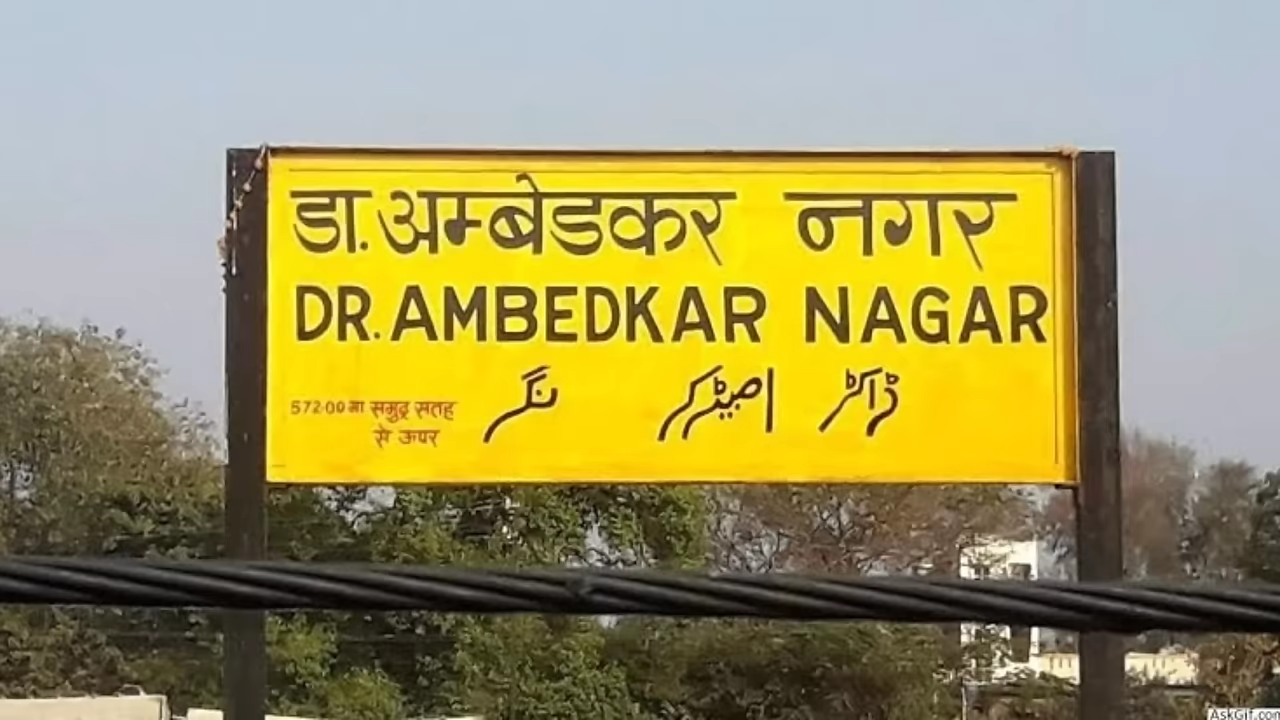 डा. अम्बेडकर नगर
DR. AMBEDKAR NAGAR
ڈاکٹر امبیڈکر نگر
572.00 मी समुद्र सतह
से ऊपर
AskGif.com